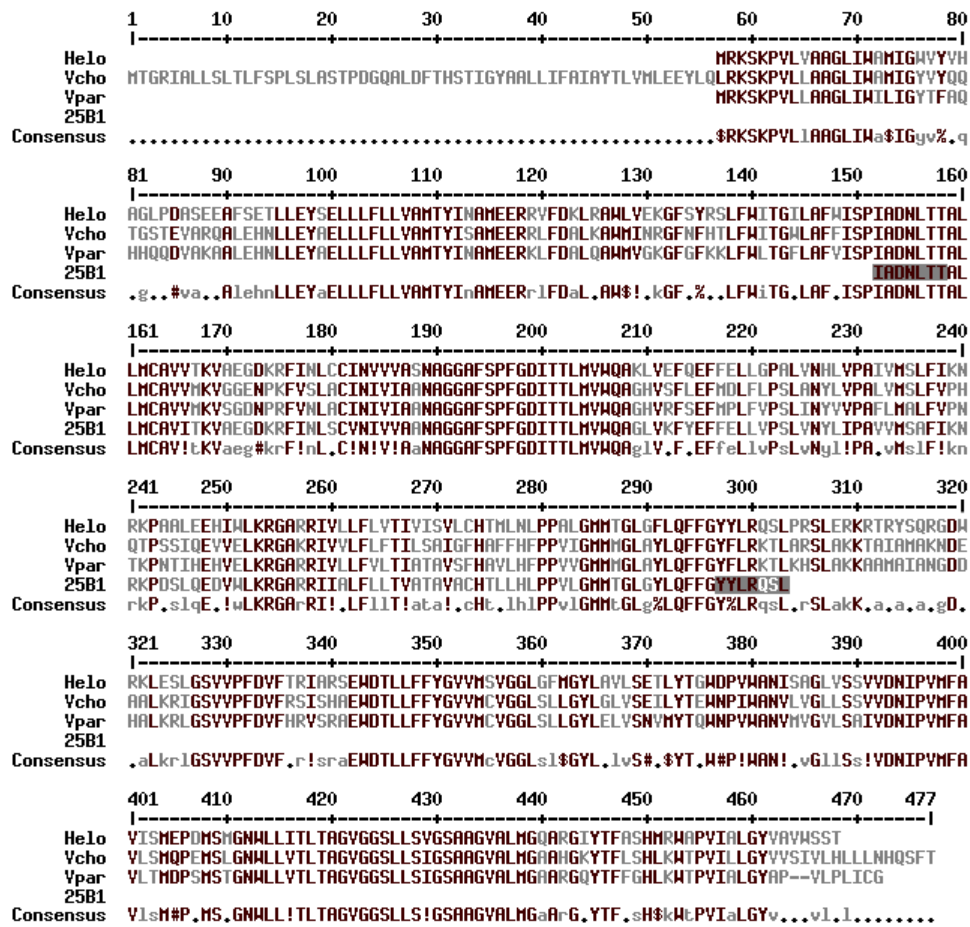 1 10 20 30 40 50 60 70 80
|--------+---------+---------+---------+---------+---------+---------+---------|
Helo MRKSKPVLVAAGLIWAMIGWVYVH
Vcho MTGRIALLSLTLFSPLSLASTPDGQALDFTHSTIGYAALLIFAIAYTLVMLEEYLQLRKSKPVLLAAGLIWAMIGYVYQQ
Vpar MRKSKPVLLAAGLIWILIGYTFAQ
25B1
Consensus ........................................................$RKSKPVLlAAGLIWa$IGyv%.q
81 90 100 110 120 130 140 150 160
|--------+---------+---------+---------+---------+---------+---------+---------|
Helo AGLPDASEEAFSETLLEYSELLLFLLVAMTYINAMEERRVFDKLRAWLVEKGFSYRSLFWITGILAFWISPIADNLTTAL
Vcho TGSTEVARQALEHNLLEYAELLLFLLVAMTYISAMEERRLFDALKAWMINRGFNFHTLFWITGWLAFFISPIADNLTTAL
Vpar HHQQDVAKAALEHNLLEYAELLLFLLVAMTYINAMEERKLFDALQAWMVGKGFGFKKLFWLTGFLAFVISPIADNLTTAL
25B1 IADNLTTAL
Consensus .g..#va..AlehnLLEYaELLLFLLVAMTYInAMEERrlFDaL.AW$!.kGF.%..LFWiTG.LAF.ISPIADNLTTAL
161 170 180 190 200 210 220 230 240
|--------+---------+---------+---------+---------+---------+---------+---------|
Helo LMCAVVTKVAEGDKRFINLCCINVVVASNAGGAFSPFGDITTLMVWQAKLVEFQEFFELLGPALVNHLVPAIVMSLFIKN
Vcho LMCAVVMKVGGENPKFVSLACINIVIAANAGGAFSPFGDITTLMVWQAGHVSFLEFMDLFLPSLANYLVPALVMSLFVPH
Vpar LMCAVVMKVSGDNPRFVNLACINIVIAANAGGAFSPFGDITTLMVWQAGHVRFSEFMPLFVPSLINYVVPAFLMALFVPN
25B1 LMCAVITKVAEGDKRFINLSCVNIVVAANAGGAFSPFGDITTLMVWQAGLVKFYEFFELLVPSLVNYLIPAVVMSAFIKN
Consensus LMCAV!tKVaeg#krF!nL.C!N!V!AaNAGGAFSPFGDITTLMVWQAglV.F.EFfeLlvPsLvNyl!PA.vMslF!kn
241 250 260 270 280 290 300 310 320
|--------+---------+---------+---------+---------+---------+---------+---------|
Helo RKPAALEEHIWLKRGARRIVLLFLVTIVISVLCHTMLNLPPALGMMTGLGFLQFFGYYLRQSLPRSLERKRTRYSQRGDW
Vcho QTPSSIQEVVELKRGAKRIVVLFLFTILSAIGFHAFFHFPPVIGMMMGLAYLQFFGYFLRKTLARSLAKKTAIAMAKNDE
Vpar TKPNTIHEHVELKRGARRIVLLFLFTIATAVSFHAVLHFPPVLGMMMGLAYLQFFGYFLRKTLKHSLAKKAAMAIANGDD
25B1 RKPDSLQEDVWLKRGARRIIALFLLTVATAVACHTLLHLPPVLGMMTGLGYLQFFGYYLRQSL
Consensus rkP.slqE.!wLKRGArRI!.LFllT!ata!.cHt.lhlPPvlGMMtGLg%LQFFGY%LRqsL.rSLakK.a.a.a.gD.
321 330 340 350 360 370 380 390 400
|--------+---------+---------+---------+---------+---------+---------+---------|
Helo RKLESLGSVVPFDVFTRIARSEWDTLLFFYGVVMSVGGLGFMGYLAVLSETLYTGWDPVWANISAGLVSSVVDNIPVMFA
Vcho AALKRIGSVVPFDVFRSISHAEWDTLLFFYGVVMCVGGLSLLGYLGLVSEILYTEWNPIWANVLVGLLSSVVDNIPVMFA
Vpar HALKRLGSVVPFDVFHRVSRAEWDTLLFFYGVVMCVGGLSLLGYLELVSNVMYTQWNPVWANVMVGVLSAIVDNIPVMFA
25B1
Consensus .aLkrlGSVVPFDVF.r!sraEWDTLLFFYGVVMcVGGLsl$GYL.lvS#.$YT.W#P!WAN!.vGllSs!VDNIPVMFA
401 410 420 430 440 450 460 470 477
|--------+---------+---------+---------+---------+---------+---------+------|
Helo VISMEPDMSMGNWLLITLTAGVGGSLLSVGSAAGVALMGQARGIYTFASHMRWAPVIALGYVAVWSST
Vcho VLSMQPEMSLGNWLLVTLTAGVGGSLLSIGSAAGVALMGAAHGKYTFLSHLKWTPVIALGYVVSIVLHLLLNHQSFT
Vpar VLTMDPSMSTGNWLLVTLTAGVGGSLLSIGSAAGVALMGAARGQYTFFGHLKWTPVIALGYAP--VLPLICG
25B1
Consensus VlsM#P.MS.GNWLL!TLTAGVGGSLLS!GSAAGVALMGaArG.YTF.sH$kWtPVIaLGYv...vl.l........